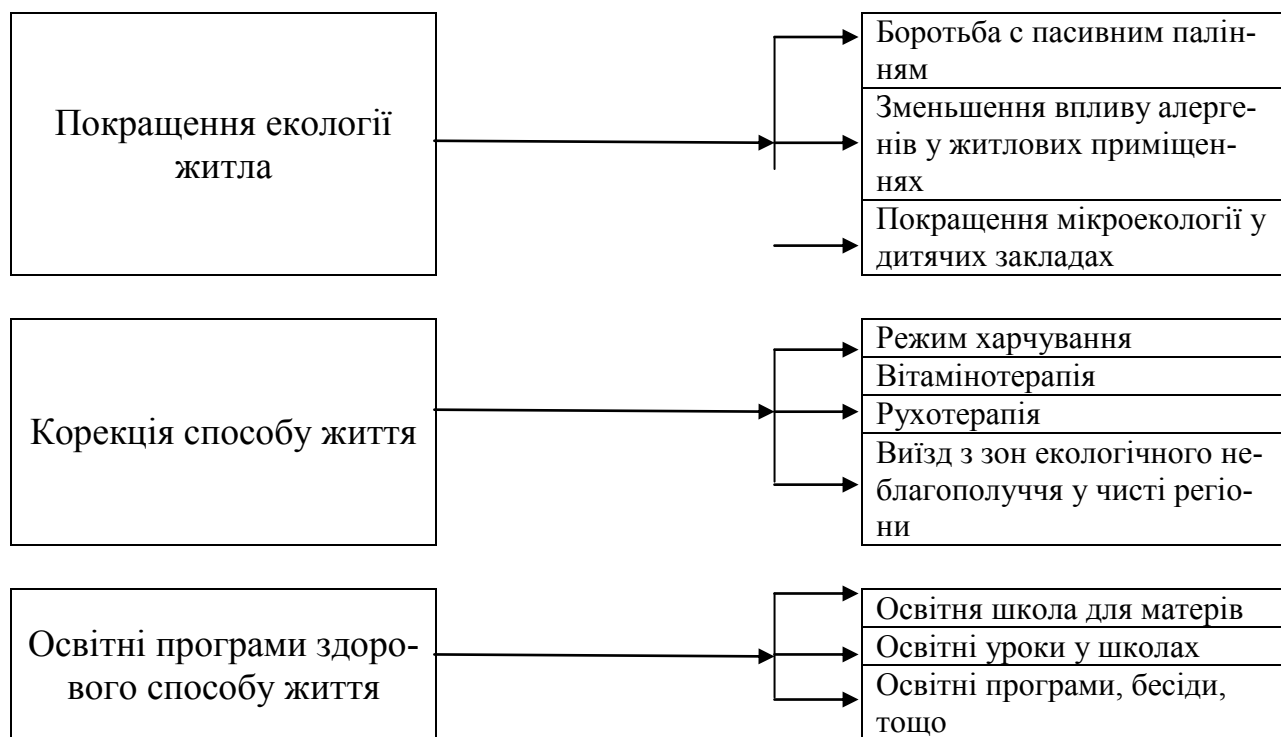 Покращення екології
житла
Боротьба с пасивним палін-
ням
Зменьшення впливу алерге-
нів у житлових приміщен-
нях
Покращення мікроекології у
дитячих закладах
Корекція способу життя
Режим харчування
Вітамінотерапія
Рухотерапія
Виїзд з зон екологічного не-
благополуччя у чисті регіо-
ни
Освітні програми здоро-
вого способу життя
Освітня школа для матерів
Освітні уроки у школах
Освітні програми, бесіди,
тощо